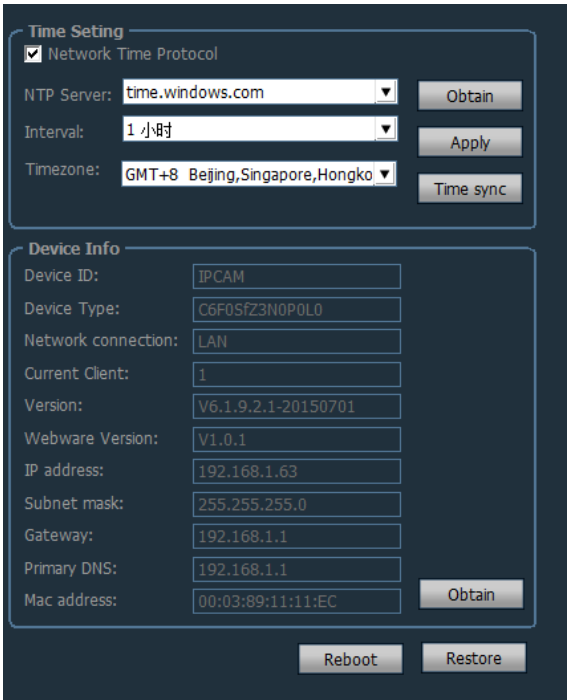 Time Seting
Network Time Protocol
NTP Server: time.windows.com Obtain
Interval: 1 小时 Apply
Timezone: GMT+8 Beijing,Singapore,Hongko Time sync
Device Info
Device ID: IPCAM
Device Type: C6F0SfZ3N0P0L0
Network connection: LAN
Current Client: 1
Version: V6.1.9.2.1-20150701
Webware Version: V1.0.1
IP address: 192.168.1.63
Subnet mask: 255.255.255.0
Gateway: 192.168.1.1
Primary DNS: 192.168.1.1
Mac address: 00:03:89:11:11:EC Obtain
Reboot Restore